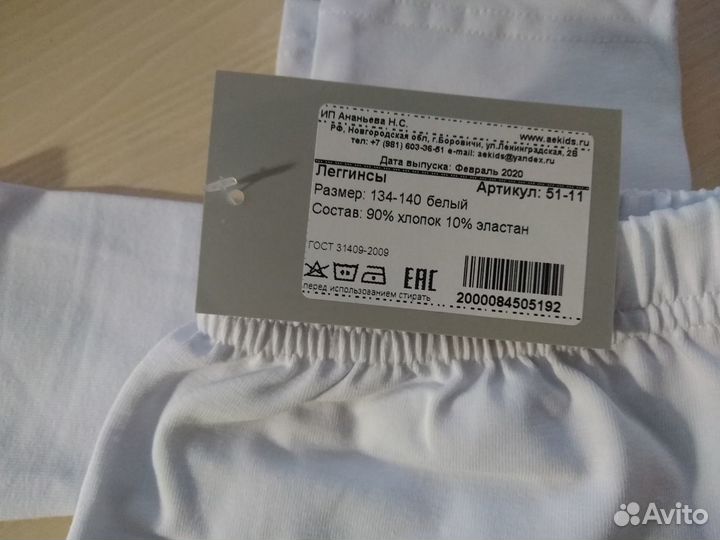 ИП Ананьева Н.С.
www.aekids.ru
РФ, Новгородская обл, г.Боровичи, ул.Ленинградская, 2Б
тел: +7 (981) 603-36-51 e-mail: aekids@yandex.ru
Дата выпуска: Февраль 2020
Леггинсы Артикул: 51-11
Размер: 134-140 белый
Состав: 90% хлопок 10% эластан
ГОСТ 31409-2009
EAC
перед использованием стирать
2000084505192
Avito